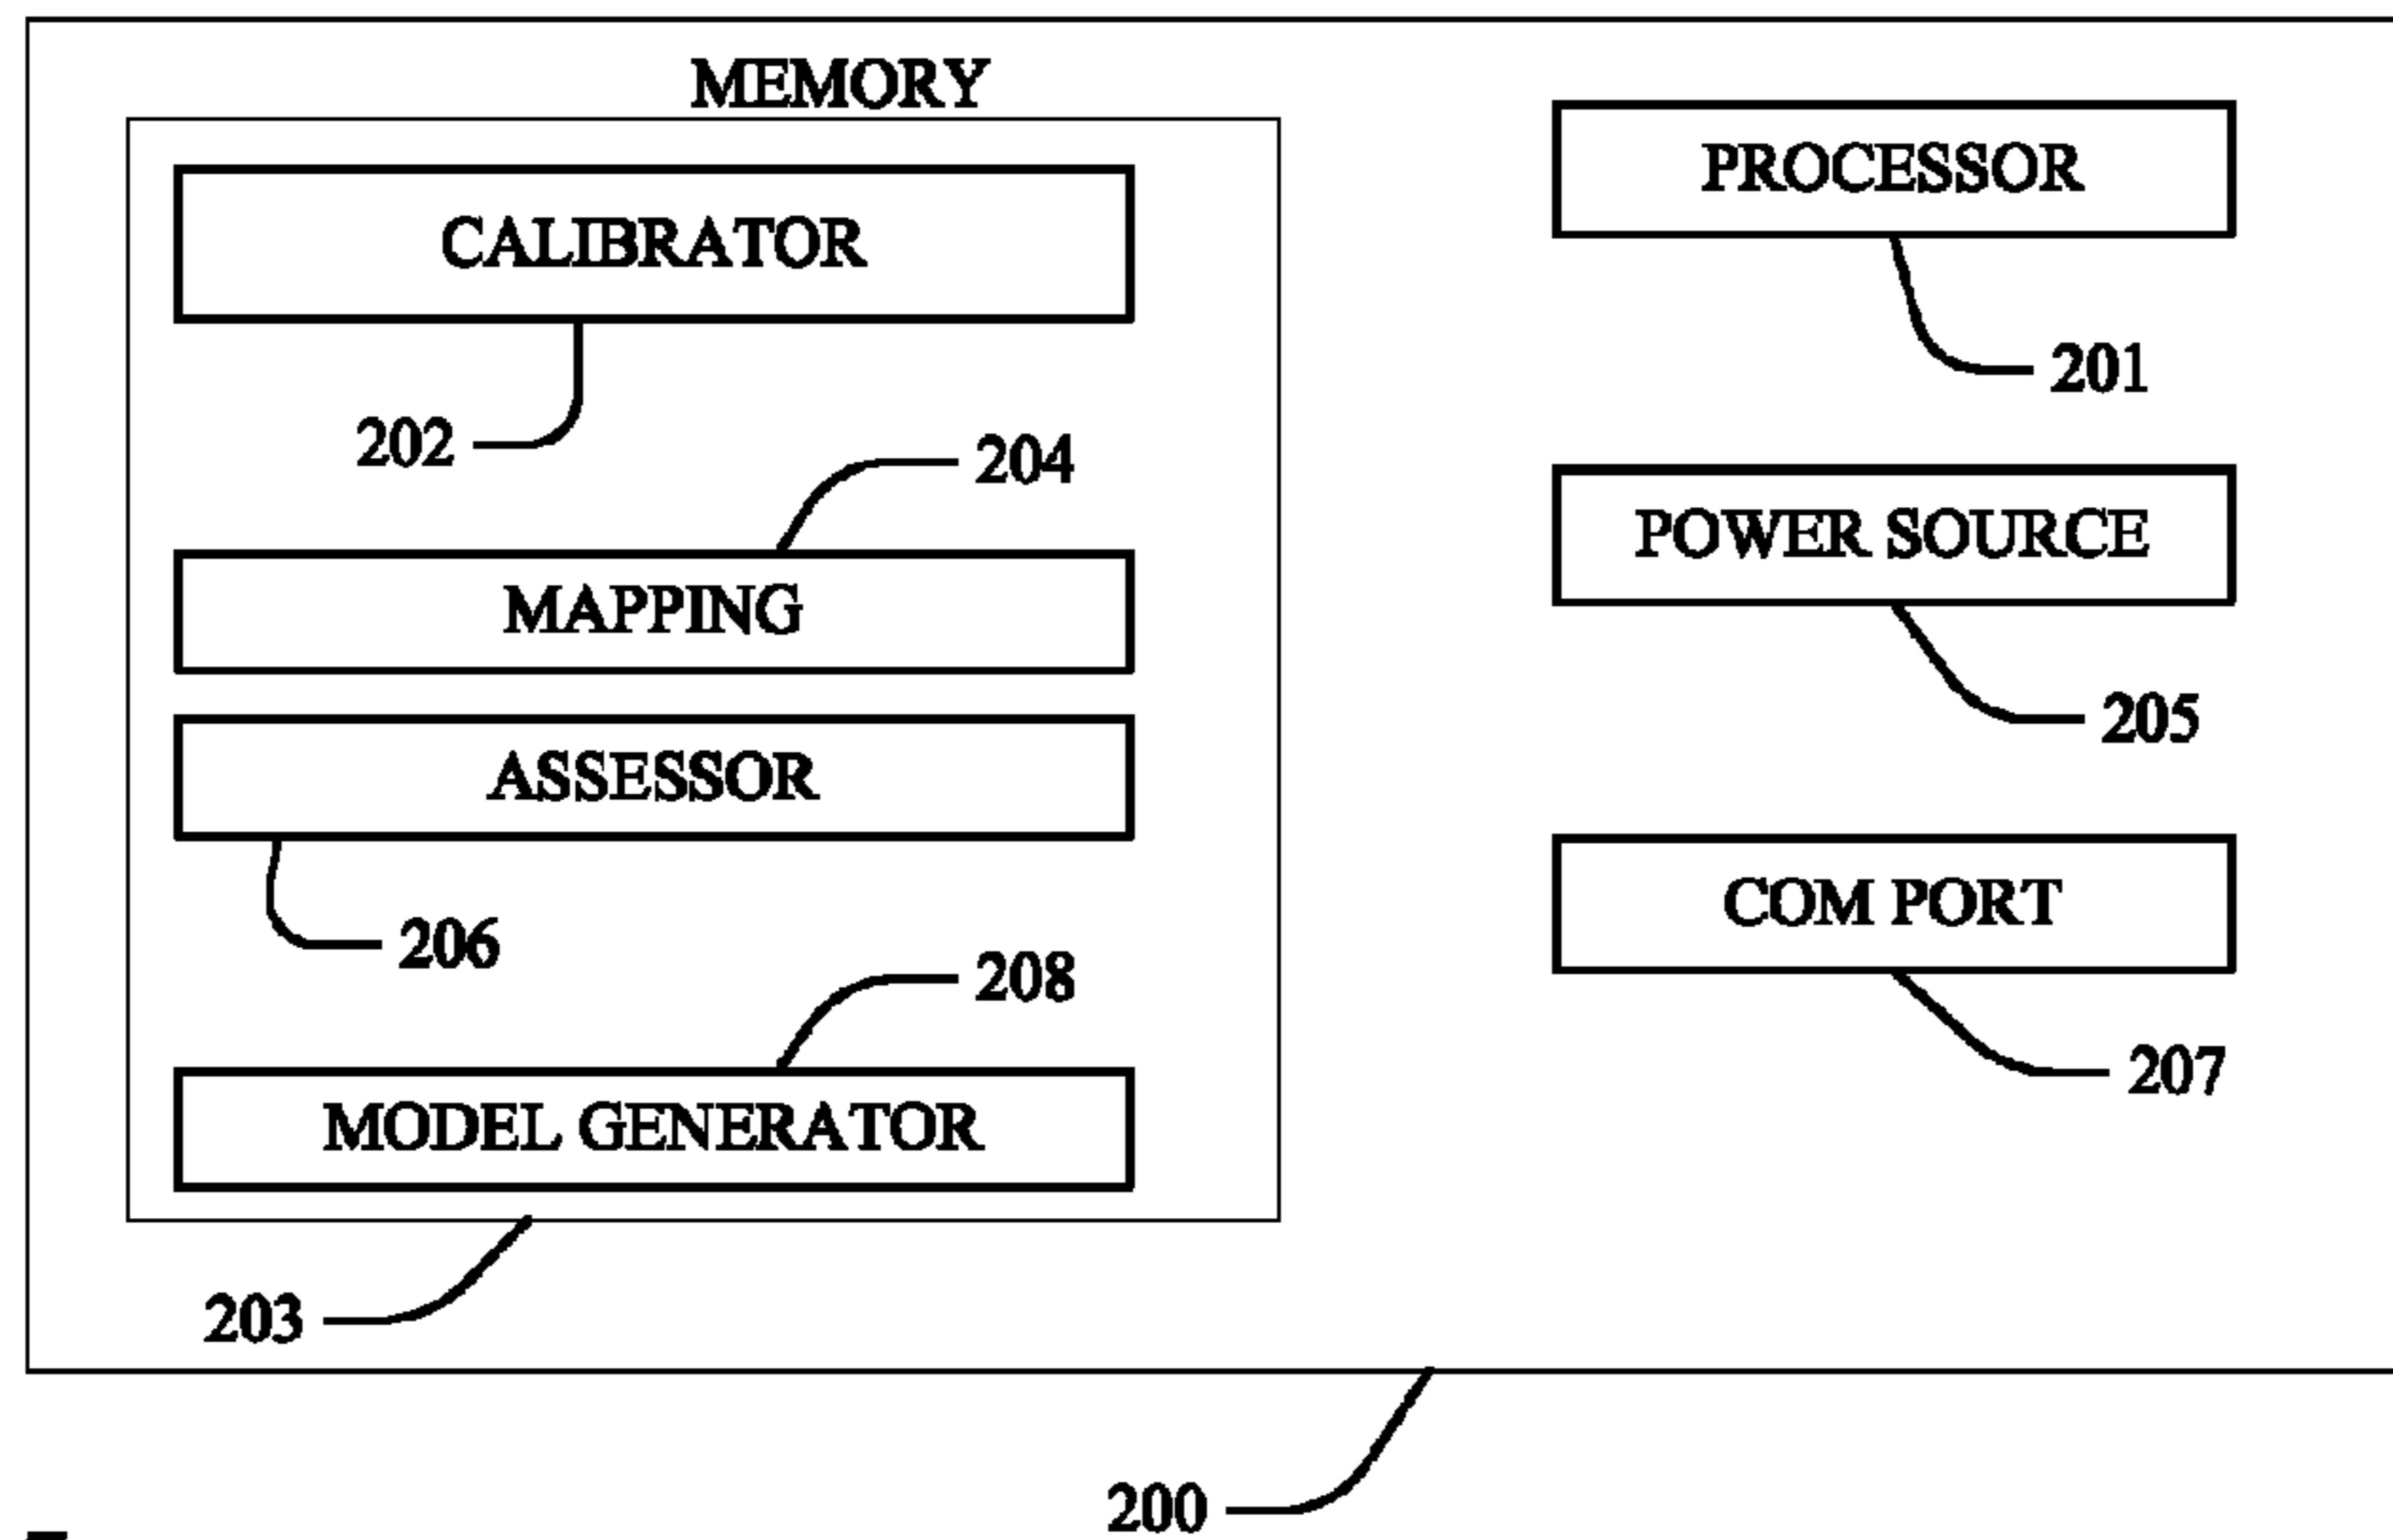 MEMORY
CALIBRATOR
202
204
MAPPING
ASSESSOR
206
208
MODEL GENERATOR
203
PROCESSOR
201
POWER SOURCE
205
COM PORT
207
200